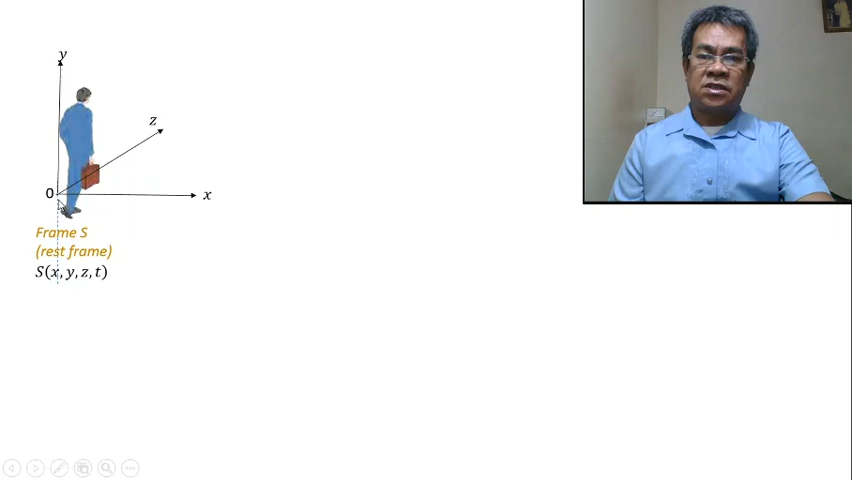 y
z
0
x
Frame S
(rest frame)
S(x, y, z, t)